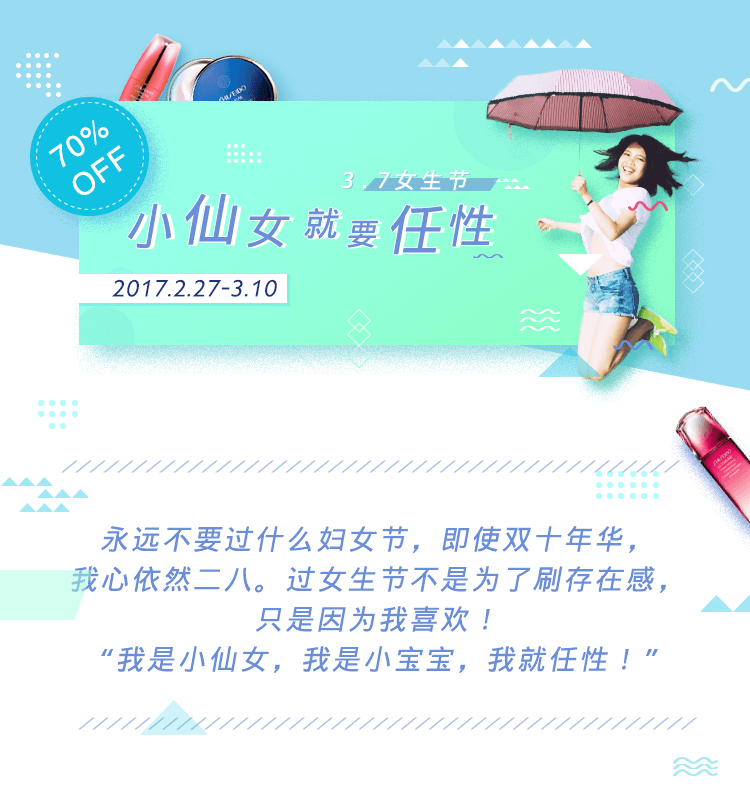 70%
OFF
SHISEIDO
3.7女生节
小仙女就要任性
2017.2.27-3.10
永远不要过什么妇女节，即使双十年华，
我心依然二八。过女生节不是为了刷存在感，
只是因为我喜欢！
“我是小仙女，我是小宝宝，我就任性！”